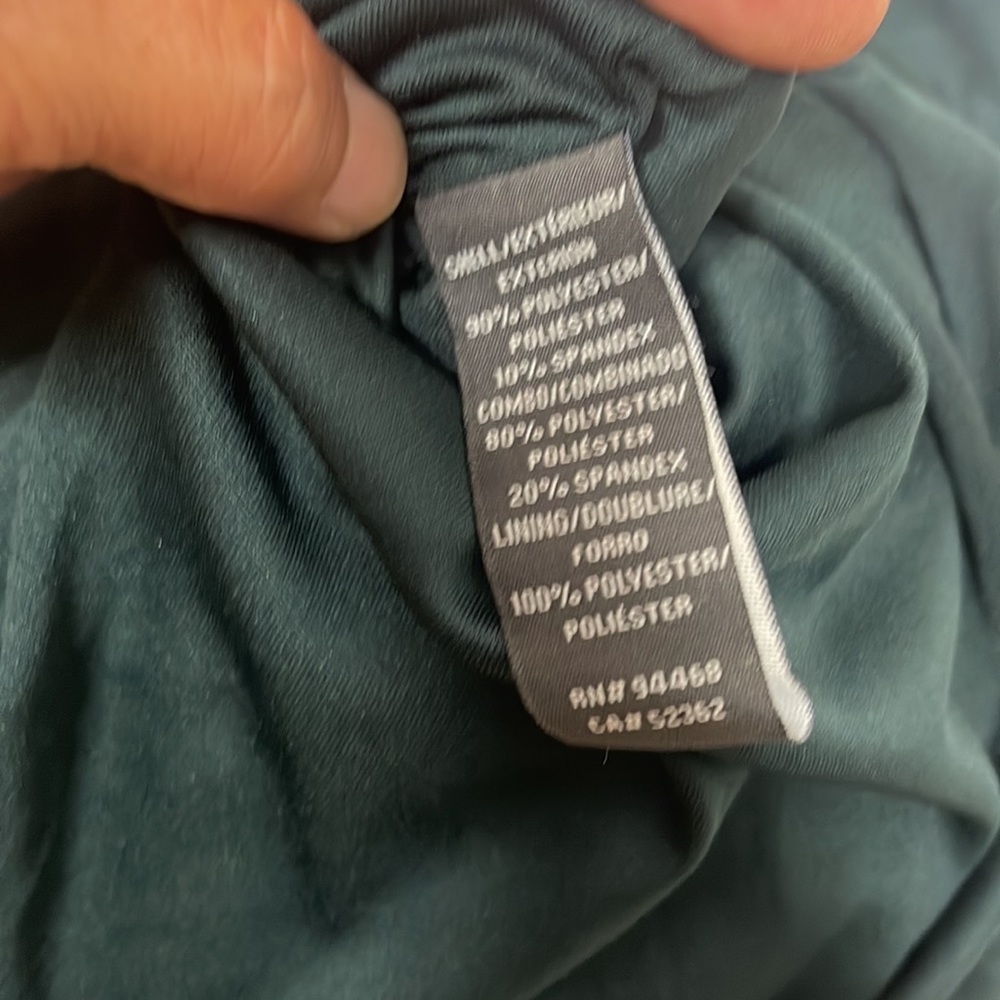 SHELL/EXTÉRIEUR/
EXTERIOR
90% POLYESTER/
POLIÉSTER
10% SPANDEX
COMBO/COMBINADO
80% POLYESTER/
POLIÉSTER
20% SPANDEX
LINING/DOUBLURE/
FORRO
100% POLYESTER/
POLIÉSTER
RN# 94468
CA# 52362